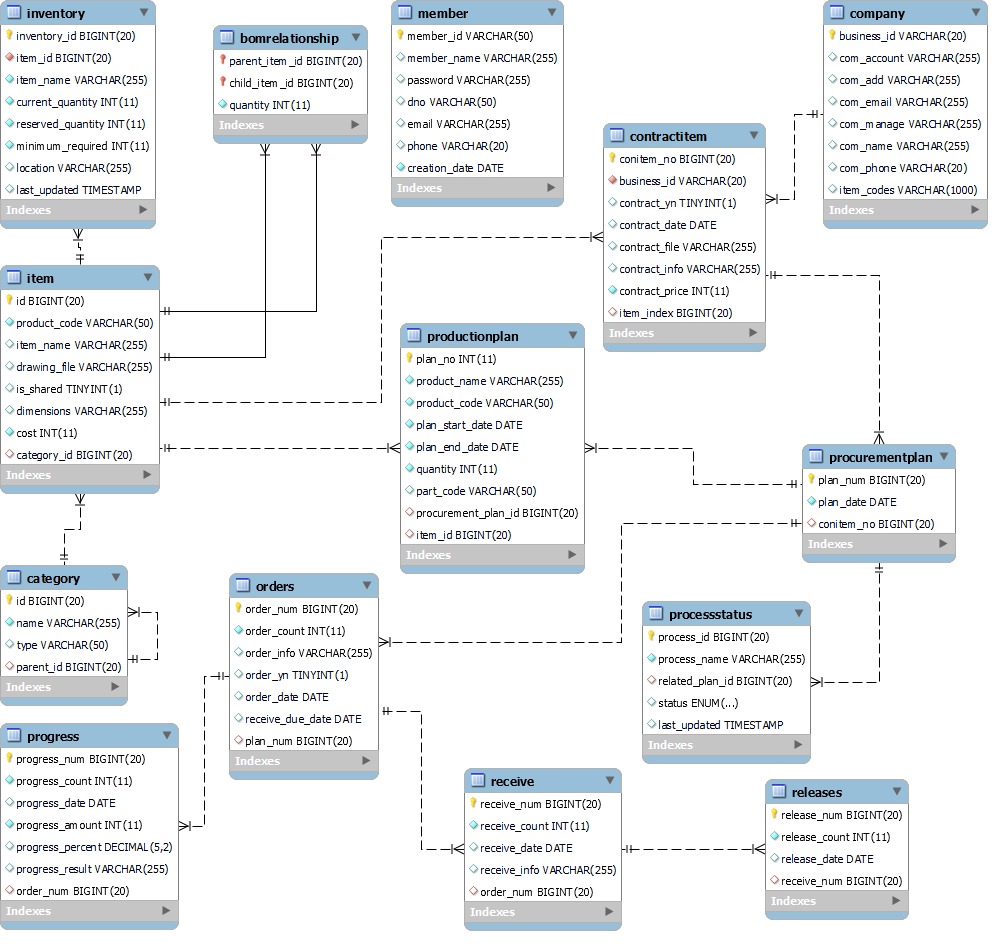 inventory
inventory_id BIGINT(20)
item_id BIGINT(20)
item_name VARCHAR(255)
current_quantity INT(11)
reserved_quantity INT(11)
minimum_required INT(11)
location VARCHAR(255)
last_updated TIMESTAMP
Indexes
bomrelationship
parent_item_id BIGINT(20)
child_item_id BIGINT(20)
quantity INT(11)
Indexes
member
member_id VARCHAR(50)
member_name VARCHAR(255)
password VARCHAR(255)
dno VARCHAR(50)
email VARCHAR(255)
phone VARCHAR(20)
creation_date DATE
Indexes
company
business_id VARCHAR(20)
com_account VARCHAR(255)
com_add VARCHAR(255)
com_email VARCHAR(255)
com_manage VARCHAR(255)
com_name VARCHAR(255)
com_phone VARCHAR(20)
item_codes VARCHAR(1000)
Indexes
contractitem
conitem_no BIGINT(20)
business_id VARCHAR(20)
contract_yn TINYINT(1)
contract_date DATE
contract_file VARCHAR(255)
contract_info VARCHAR(255)
contract_price INT(11)
item_index BIGINT(20)
Indexes
item
id BIGINT(20)
product_code VARCHAR(50)
item_name VARCHAR(255)
drawing_file VARCHAR(255)
is_shared TINYINT(1)
dimensions VARCHAR(255)
cost INT(11)
category_id BIGINT(20)
Indexes
productionplan
plan_no INT(11)
product_name VARCHAR(255)
product_code VARCHAR(50)
plan_start_date DATE
plan_end_date DATE
quantity INT(11)
part_code VARCHAR(50)
procurement_plan_id BIGINT(20)
item_id BIGINT(20)
Indexes
procurementplan
plan_num BIGINT(20)
plan_date DATE
conitem_no BIGINT(20)
Indexes
category
id BIGINT(20)
name VARCHAR(255)
type VARCHAR(50)
parent_id BIGINT(20)
Indexes
orders
order_num BIGINT(20)
order_count INT(11)
order_info VARCHAR(255)
order_yn TINYINT(1)
order_date DATE
receive_due_date DATE
plan_num BIGINT(20)
Indexes
processstatus
process_id BIGINT(20)
process_name VARCHAR(255)
related_plan_id BIGINT(20)
status ENUM(...)
last_updated TIMESTAMP
Indexes
progress
progress_num BIGINT(20)
progress_count INT(11)
progress_date DATE
progress_amount INT(11)
progress_percent DECIMAL(5,2)
progress_result VARCHAR(255)
order_num BIGINT(20)
Indexes
receive
receive_num BIGINT(20)
receive_count INT(11)
receive_date DATE
receive_info VARCHAR(255)
order_num BIGINT(20)
Indexes
releases
release_num BIGINT(20)
release_count INT(11)
release_date DATE
receive_num BIGINT(20)
Indexes